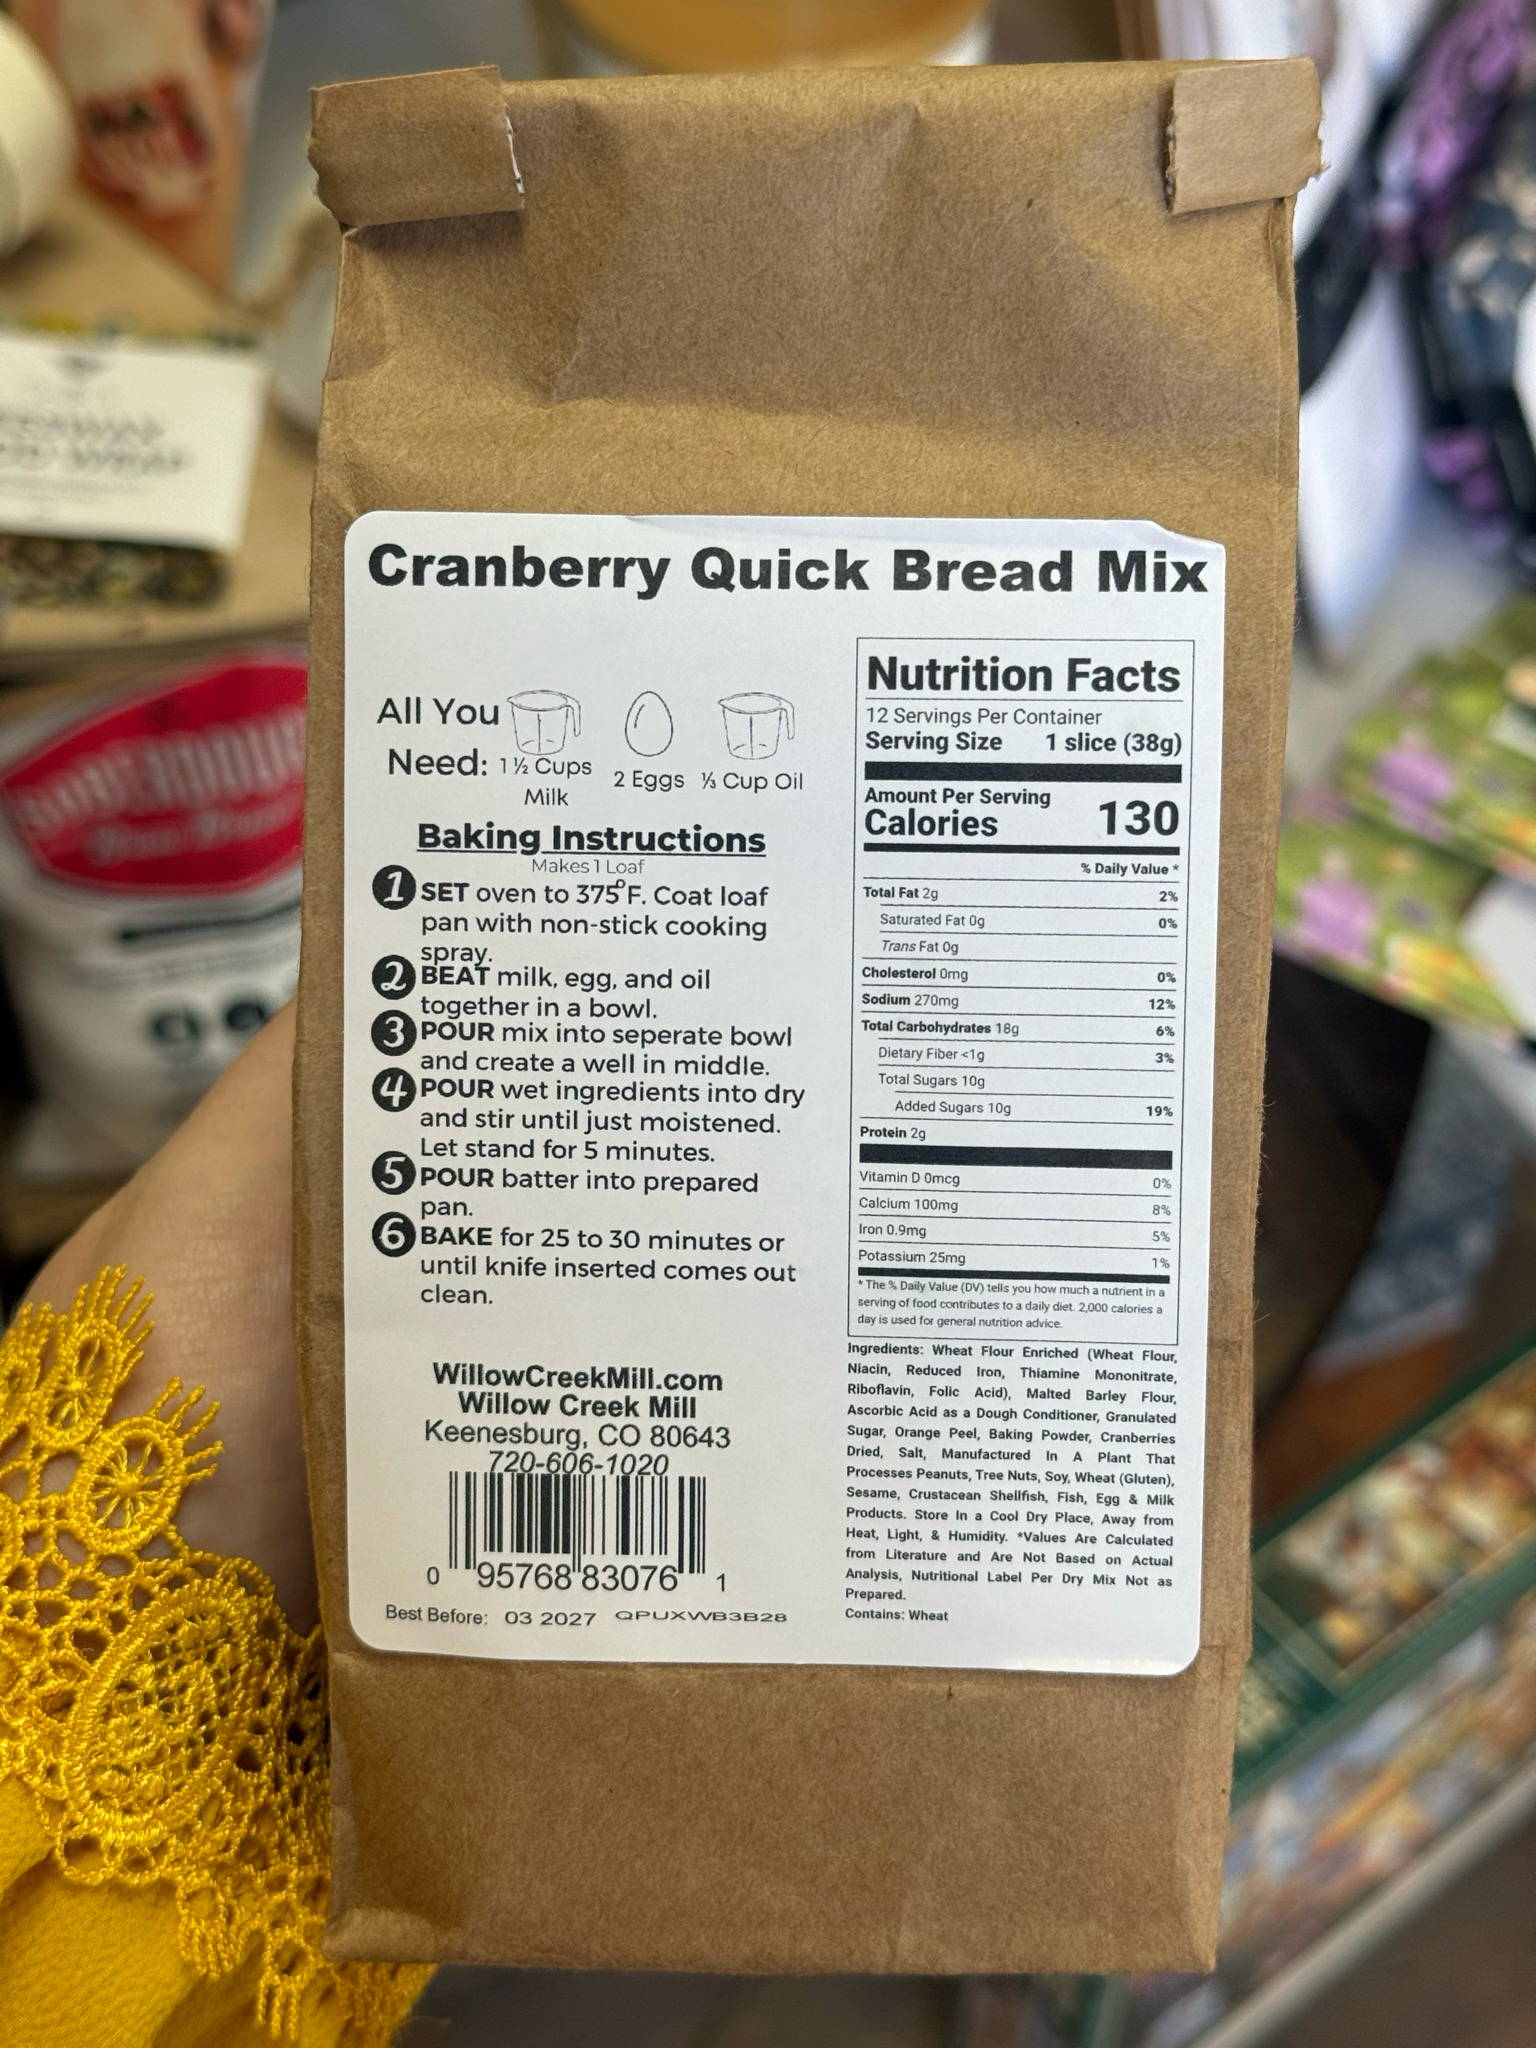 Cranberry Quick Bread Mix
All You
Need:
1 ½ Cups
Milk
2 Eggs
⅓ Cup Oil
Baking Instructions
Makes 1 Loaf
1 SET oven to 375°F. Coat loaf
pan with non-stick cooking
spray.
2 BEAT milk, egg, and oil
together in a bowl.
3 POUR mix into seperate bowl
and create a well in middle.
4 POUR wet ingredients into dry
and stir until just moistened.
Let stand for 5 minutes.
5 POUR batter into prepared
pan.
6 BAKE for 25 to 30 minutes or
until knife inserted comes out
clean.
WillowCreekMill.com
Willow Creek Mill
Keenesburg, CO 80643
720-606-1020
0 95768 83076 1
Best Before: 03 2027 QPUXWB3B28
Nutrition Facts
12 Servings Per Container
Serving Size 1 slice (38g)
Amount Per Serving
Calories 130
% Daily Value *
Total Fat 2g 2%
Saturated Fat 0g 0%
Trans Fat 0g
Cholesterol 0mg 0%
Sodium 270mg 12%
Total Carbohydrates 18g 6%
Dietary Fiber <1g 3%
Total Sugars 10g
Added Sugars 10g 19%
Protein 2g
Vitamin D 0mcg 0%
Calcium 100mg 8%
Iron 0.9mg 5%
Potassium 25mg 1%
* The % Daily Value (DV) tells you how much a nutrient in a
serving of food contributes to a daily diet. 2,000 calories a
day is used for general nutrition advice.
Ingredients: Wheat Flour Enriched (Wheat Flour,
Niacin, Reduced Iron, Thiamine Mononitrate,
Riboflavin, Folic Acid), Malted Barley Flour,
Ascorbic Acid as a Dough Conditioner, Granulated
Sugar, Orange Peel, Baking Powder, Cranberries
Dried, Salt, Manufactured In A Plant That
Processes Peanuts, Tree Nuts, Soy, Wheat (Gluten),
Sesame, Crustacean Shellfish, Fish, Egg & Milk
Products. Store In a Cool Dry Place, Away from
Heat, Light, & Humidity. *Values Are Calculated
from Literature and Are Not Based on Actual
Analysis, Nutritional Label Per Dry Mix Not as
Prepared.
Contains: Wheat